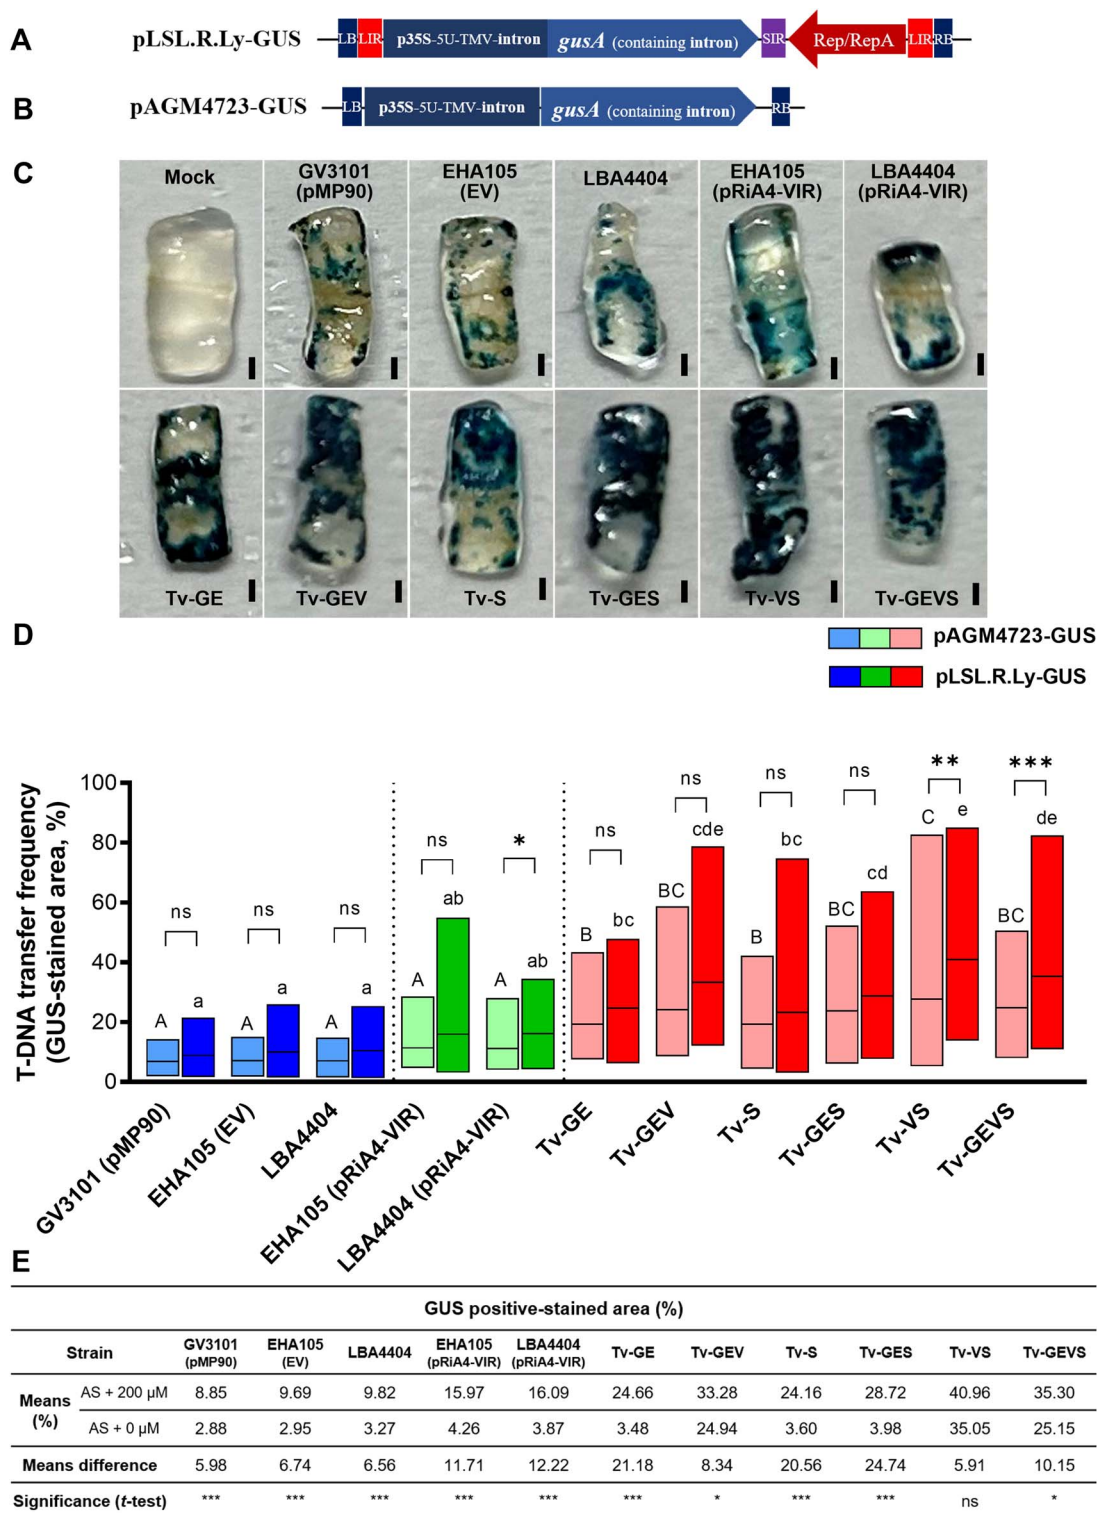 A
pLSL.R.Ly-GUS
LB LIR p35S-5U-TMV-intron gusA (containing intron) SIR Rep/RepA LIR RB
B
pAGM4723-GUS
LB p35S-5U-TMV-intron gusA (containing intron) RB
C
Mock
GV3101
(pMP90)
EHA105
(EV)
LBA4404
EHA105
(pRiA4-VIR)
LBA4404
(pRiA4-VIR)
Tv-GE Tv-GEV Tv-S Tv-GES Tv-VS Tv-GEVS
D
pAGM4723-GUS
pLSL.R.Ly-GUS
T-DNA transfer frequency
(GUS-stained area, %)
100
80
60
40
20
0
ns ns ns ns * ns ns ns ns ** ***
A a A a A a A ab A ab B bc BC cde B bc BC cd C e BC de
GV3101 (pMP90)
EHA105 (EV)
LBA4404
EHA105 (pRiA4-VIR)
LBA4404 (pRiA4-VIR)
Tv-GE
Tv-GEV
Tv-S
Tv-GES
Tv-VS
Tv-GEVS
E
GUS positive-stained area (%)
Strain GV3101 (pMP90) EHA105 (EV) LBA4404 EHA105 (pRiA4-VIR) LBA4404 (pRiA4-VIR) Tv-GE Tv-GEV Tv-S Tv-GES Tv-VS Tv-GEVS
Means (%)
AS + 200 µM 8.85 9.69 9.82 15.97 16.09 24.66 33.28 24.16 28.72 40.96 35.30
AS + 0 µM 2.88 2.95 3.27 4.26 3.87 3.48 24.94 3.60 3.98 35.05 25.15
Means difference 5.98 6.74 6.56 11.71 12.22 21.18 8.34 20.56 24.74 5.91 10.15
Significance (t-test) *** *** *** *** *** *** * *** *** ns *